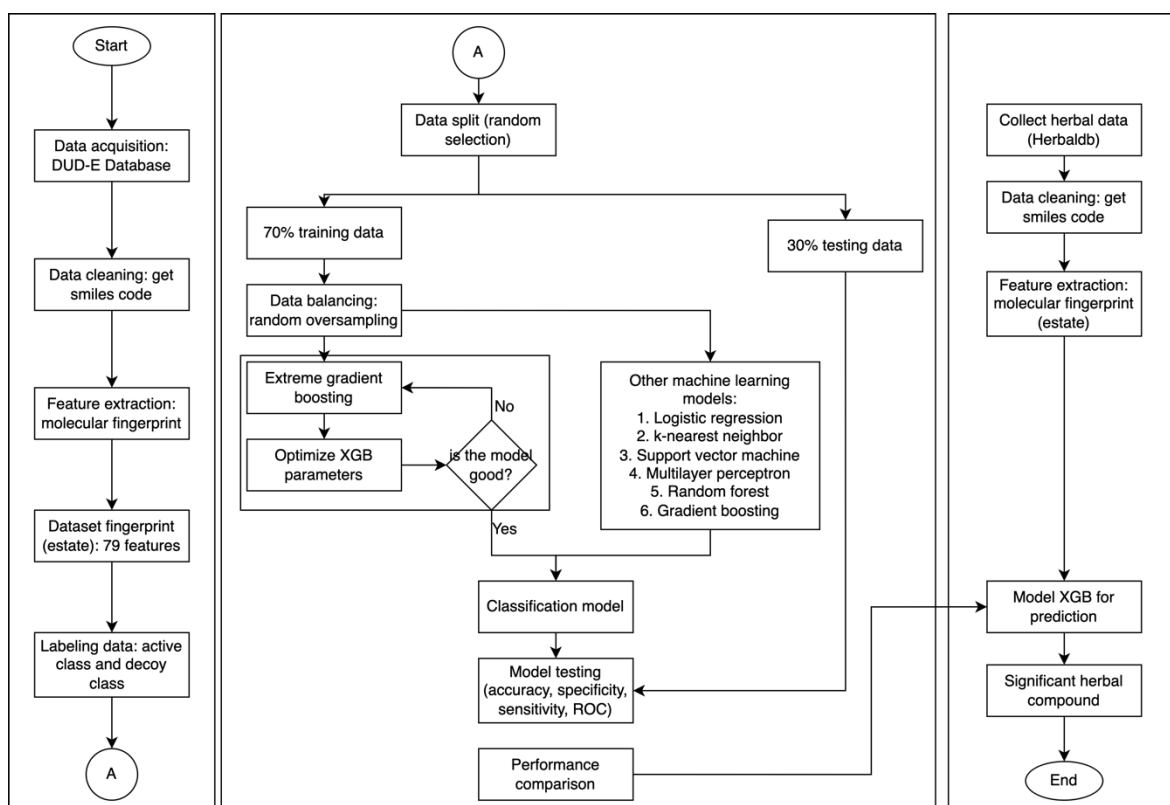 Start
Data acquisition:
DUD-E Database
Data cleaning: get
smiles code
Feature extraction:
molecular fingerprint
Dataset fingerprint
(estate): 79 features
Labeling data: active
class and decoy
class
A
A
Data split (random
selection)
70% training data
30% testing data
Data balancing:
random oversampling
Extreme gradient
boosting
No
Optimize XGB
parameters
is the model
good?
Yes
Other machine learning
models:
1. Logistic regression
2. k-nearest neighbor
3. Support vector machine
4. Multilayer perceptron
5. Random forest
6. Gradient boosting
Classification model
Model testing
(accuracy, specificity,
sensitivity, ROC)
Performance
comparison
Collect herbal data
(Herbaldb)
Data cleaning: get
smiles code
Feature extraction:
molecular fingerprint
(estate)
Model XGB for
prediction
Significant herbal
compound
End